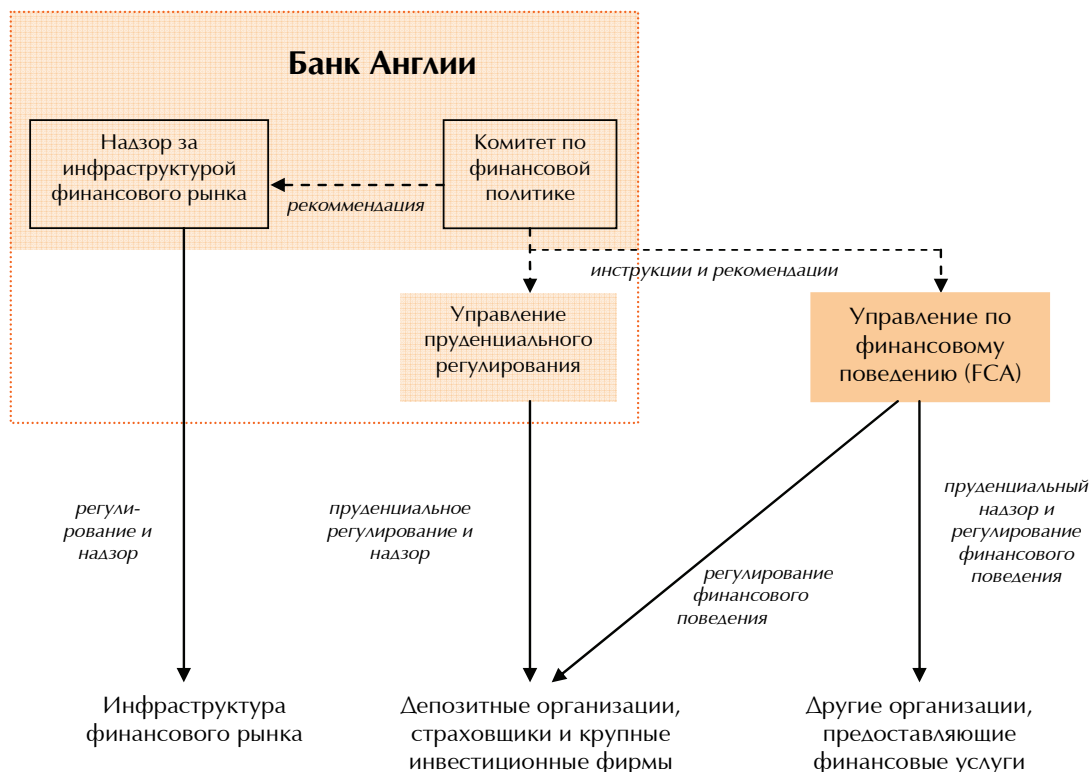 Банк Англии
Надзор за
инфраструктурой
финансового рынка
Комитет по
финансовой
политике
рекоммендация
инструкции и рекомендации
Управление
пруденциального
регулирования
Управление по
финансовому
поведению (FCA)
регули-
рование и
надзор
пруденциальное
регулирование и
надзор
регулирование
финансового
поведения
пруденциальный
надзор и
регулирование
финансового
поведения
Инфраструктура
финансового рынка
Депозитные организации,
страховщики и крупные
инвестиционные фирмы
Другие организации,
предоставляющие
финансовые услуги